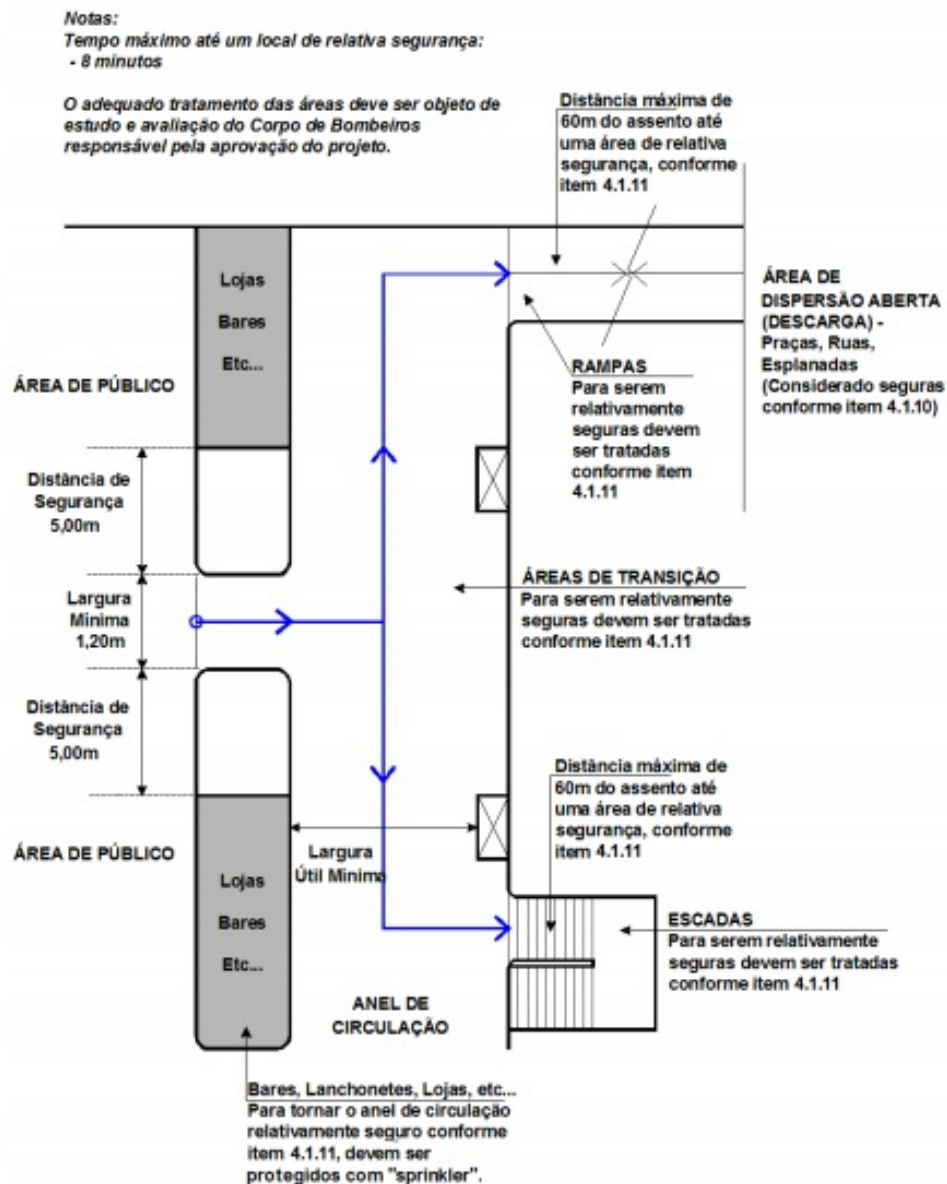 Notas:
Tempo máximo até um local de relativa segurança:
- 8 minutos
O adequado tratamento das áreas deve ser objeto de
estudo e avaliação do Corpo de Bombeiros
responsável pela aprovação do projeto.
Distância máxima de
60m do assento até
uma área de relativa
segurança, conforme
item 4.1.11
Lojas
Bares
Etc...
ÁREA DE PÚBLICO
ÁREA DE
DISPERSÃO ABERTA
(DESCARGA) -
Praças, Ruas,
Esplanadas
(Considerado seguras
conforme item 4.1.10)
RAMPAS
Para serem
relativamente
seguras devem
ser tratadas
conforme item
4.1.11
Distância de
Segurança
5,00m
Largura
Mínima
1,20m
ÁREAS DE TRANSIÇÃO
Para serem relativamente
seguras devem ser tratadas
conforme item 4.1.11
Distância de
Segurança
5,00m
Distância máxima de
60m do assento até
uma área de relativa
segurança, conforme
item 4.1.11
ÁREA DE PÚBLICO
Largura
Útil Mínima
Lojas
Bares
Etc...
ESCADAS
Para serem relativamente
seguras devem ser tratadas
conforme item 4.1.11
ANEL DE
CIRCULAÇÃO
Bares, Lanchonetes, Lojas, etc...
Para tornar o anel de circulação
relativamente seguro conforme
item 4.1.11, devem ser
protegidos com "sprinkler".